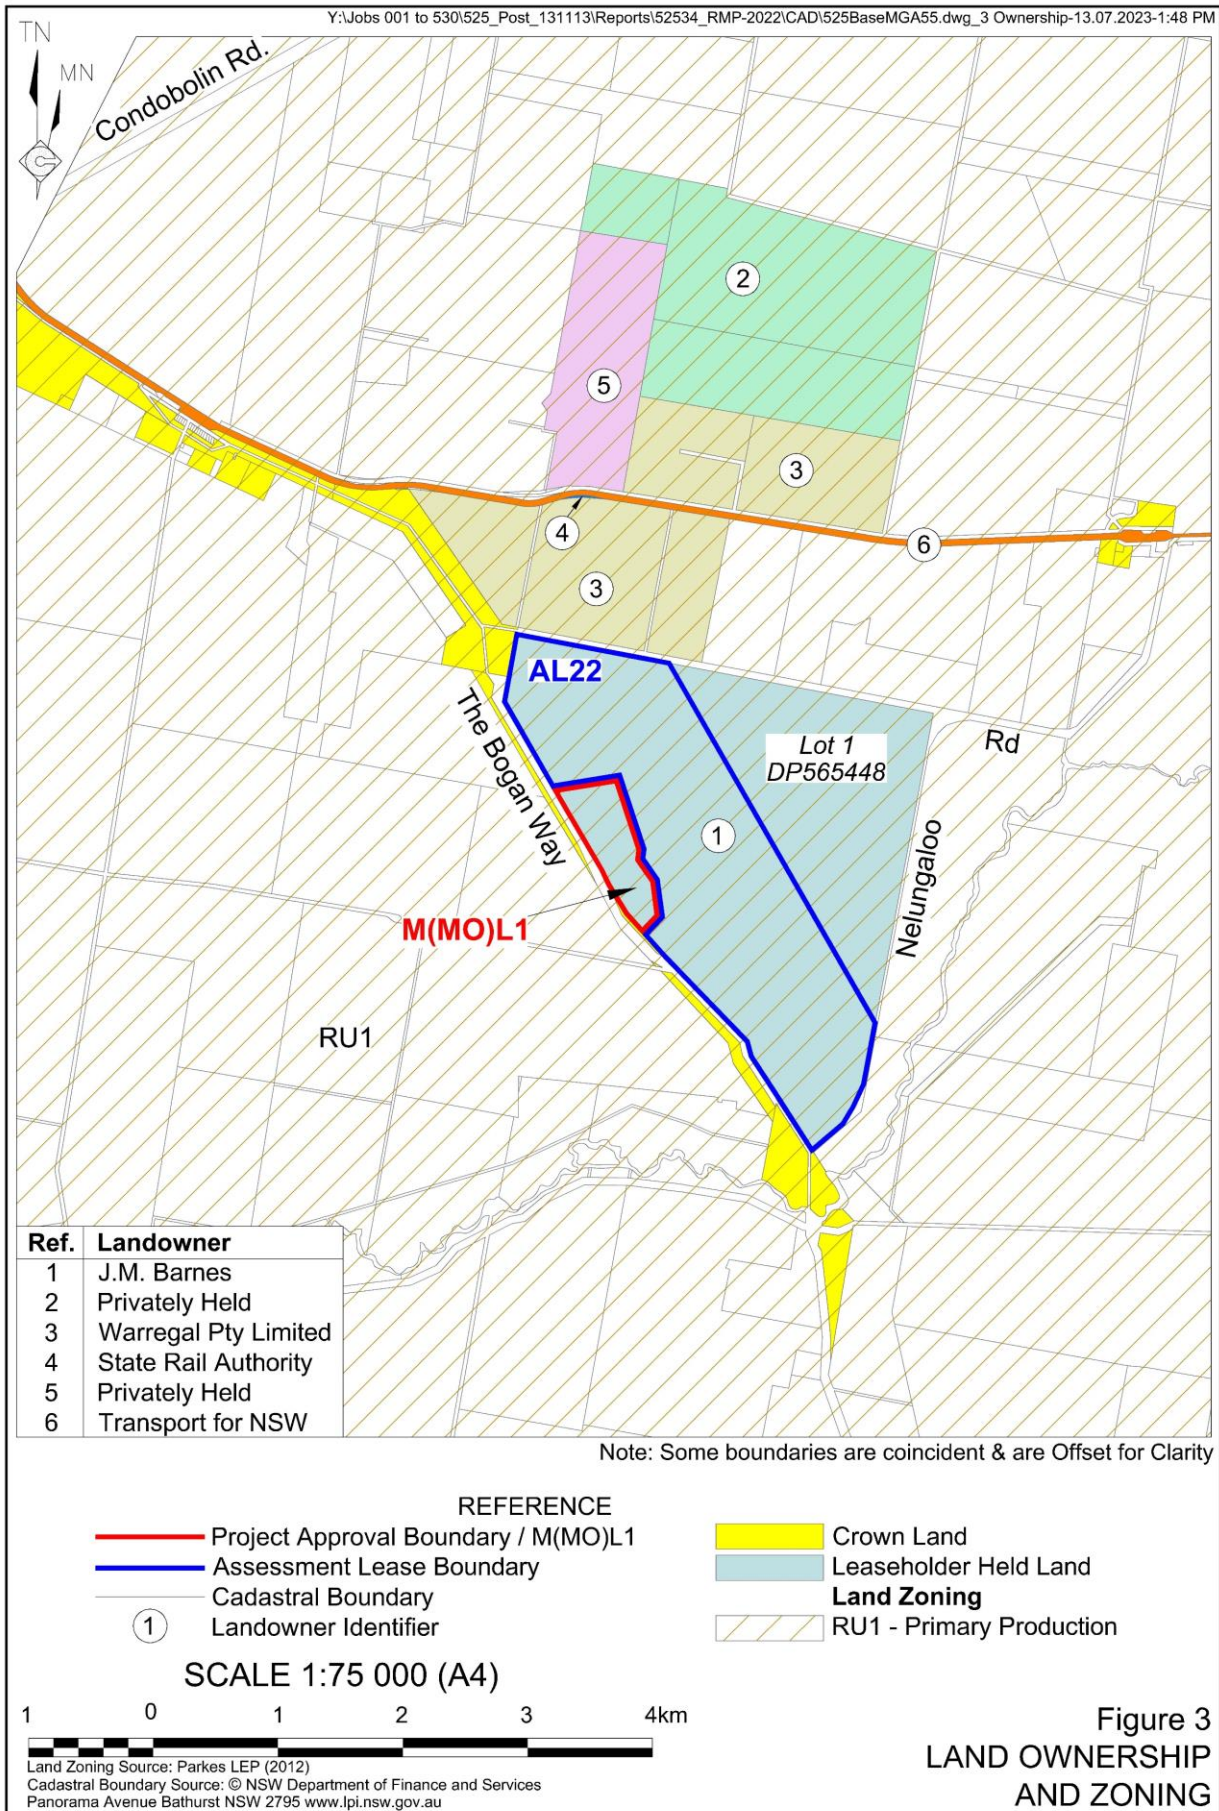 Y:\Jobs 001 to 530\525_Post_131113\Reports\52534_RMP-2022\CAD\525BaseMGA55.dwg_3 Ownership-13.07.2023-1:48 PM
TN
MN
Condobolin Rd.
2
5
3
4
6
3
AL22
The Bogan Way
Lot 1
DP565448
Rd
1
Nelungaloo
M(MO)L1
RU1
Ref. Landowner
1 J.M. Barnes
2 Privately Held
3 Warregal Pty Limited
4 State Rail Authority
5 Privately Held
6 Transport for NSW
Note: Some boundaries are coincident & are Offset for Clarity
REFERENCE
Project Approval Boundary / M(MO)L1
Assessment Lease Boundary
Cadastral Boundary
1 Landowner Identifier
Crown Land
Leaseholder Held Land
Land Zoning
RU1 - Primary Production
SCALE 1:75 000 (A4)
1 0 1 2 3 4km
Land Zoning Source: Parkes LEP (2012)
Cadastral Boundary Source: © NSW Department of Finance and Services
Panorama Avenue Bathurst NSW 2795 www.lpi.nsw.gov.au
Figure 3
LAND OWNERSHIP
AND ZONING